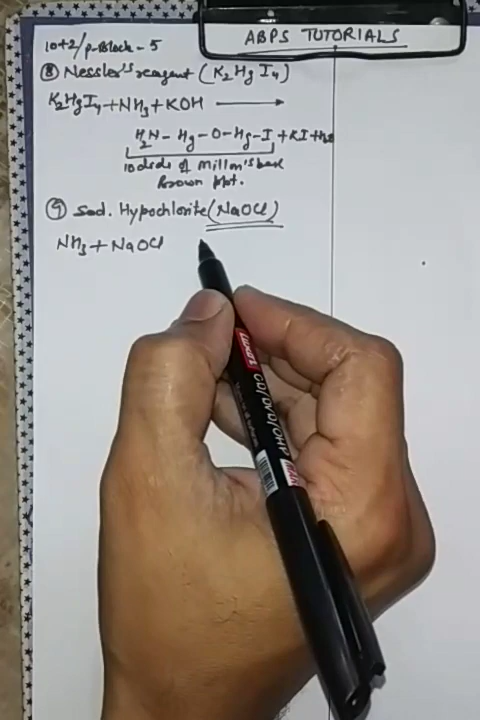 ABPS TUTORIALS
10+2/p-Block-5
⑧ Nessler's reagent (K2HgI4)
K2HgI4+NH3+KOH ⟶
H2N-Hg-O-Hg-I+KI+H2O
Iodide of Millon's base
Brown ppt.
⑨ Sod. Hypochlorite (NaOCl)
NH3+NaOCl
CD/DVD/OHP